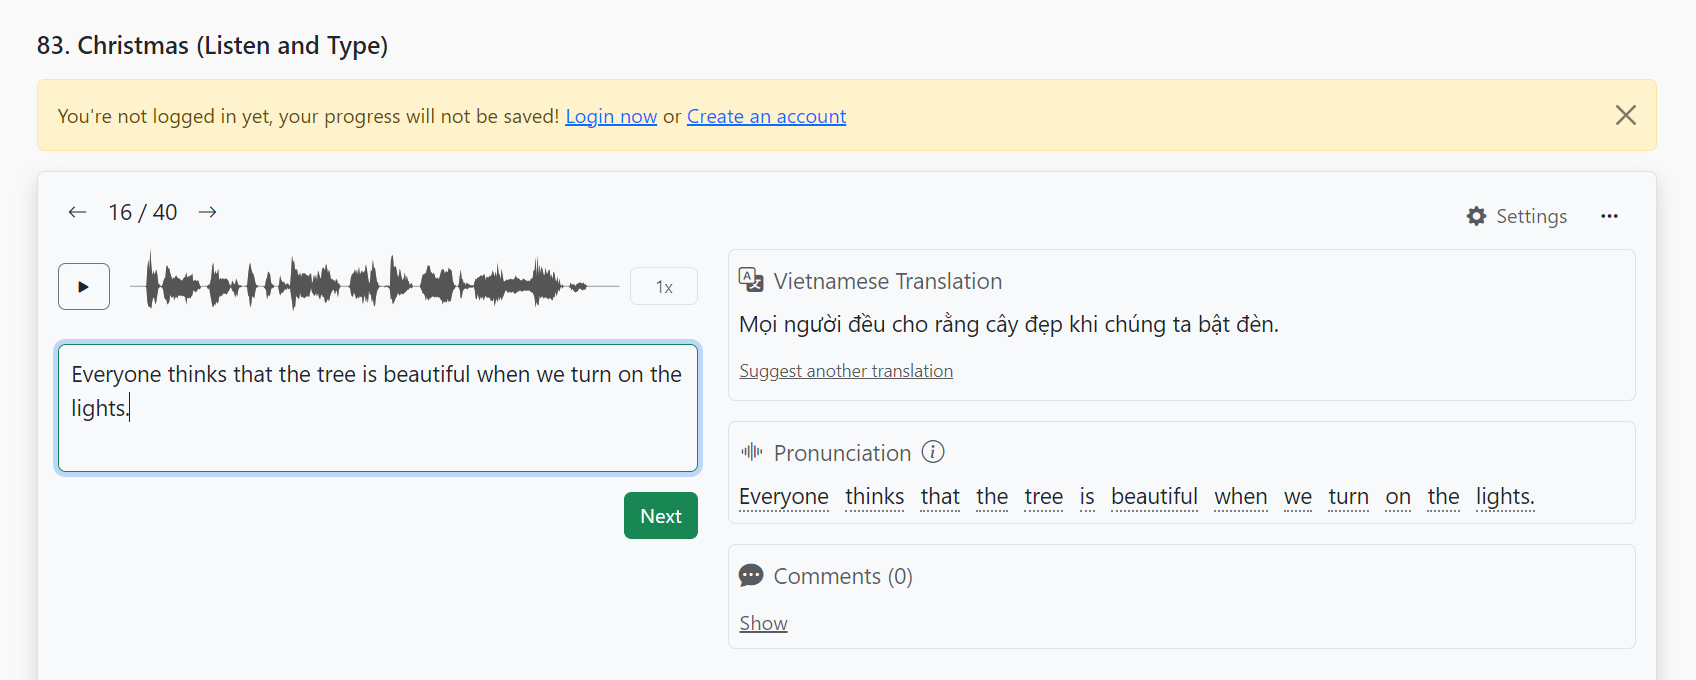 83. Christmas (Listen and Type)
You're not logged in yet, your progress will not be saved! Login now or Create an account
16 / 40
Settings
1x
Everyone thinks that the tree is beautiful when we turn on the
lights.
Next
Vietnamese Translation
Mọi người đều cho rằng cây đẹp khi chúng ta bật đèn.
Suggest another translation
Pronunciation
Everyone thinks that the tree is beautiful when we turn on the lights.
Comments (0)
Show